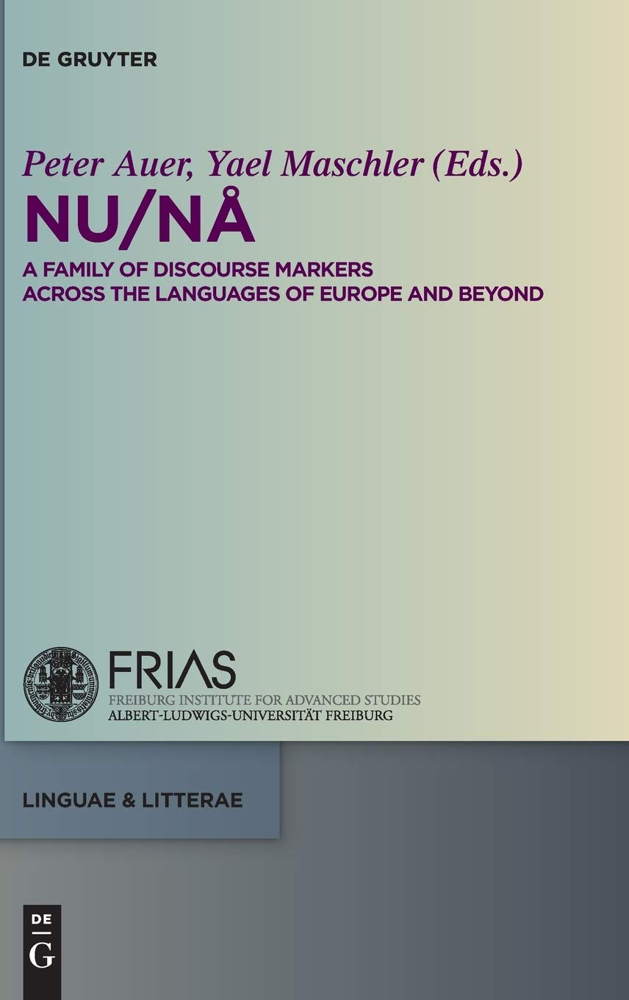 DE GRUYTER
Peter Auer, Yael Maschler (Eds.)
NU/NÅ
A FAMILY OF DISCOURSE MARKERS
ACROSS THE LANGUAGES OF EUROPE AND BEYOND
FRIAS
FREIBURG INSTITUTE FOR ADVANCED STUDIES
ALBERT-LUDWIGS-UNIVERSITÄT FREIBURG
LINGUAE & LITTERAE
DE
G